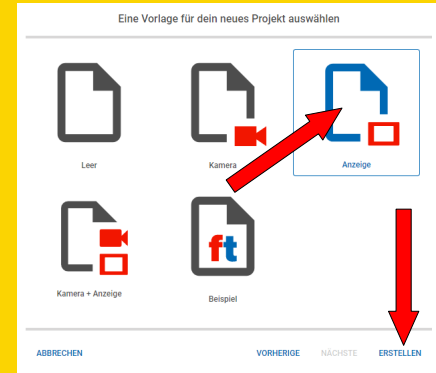 Eine Vorlage für dein neues Projekt auswählen
Leer
Kamera
Anzeige
Kamera + Anzeige
ft
Beispiel
ABBRECHEN
VORHERIGE
NÄCHSTE
ERSTELLEN